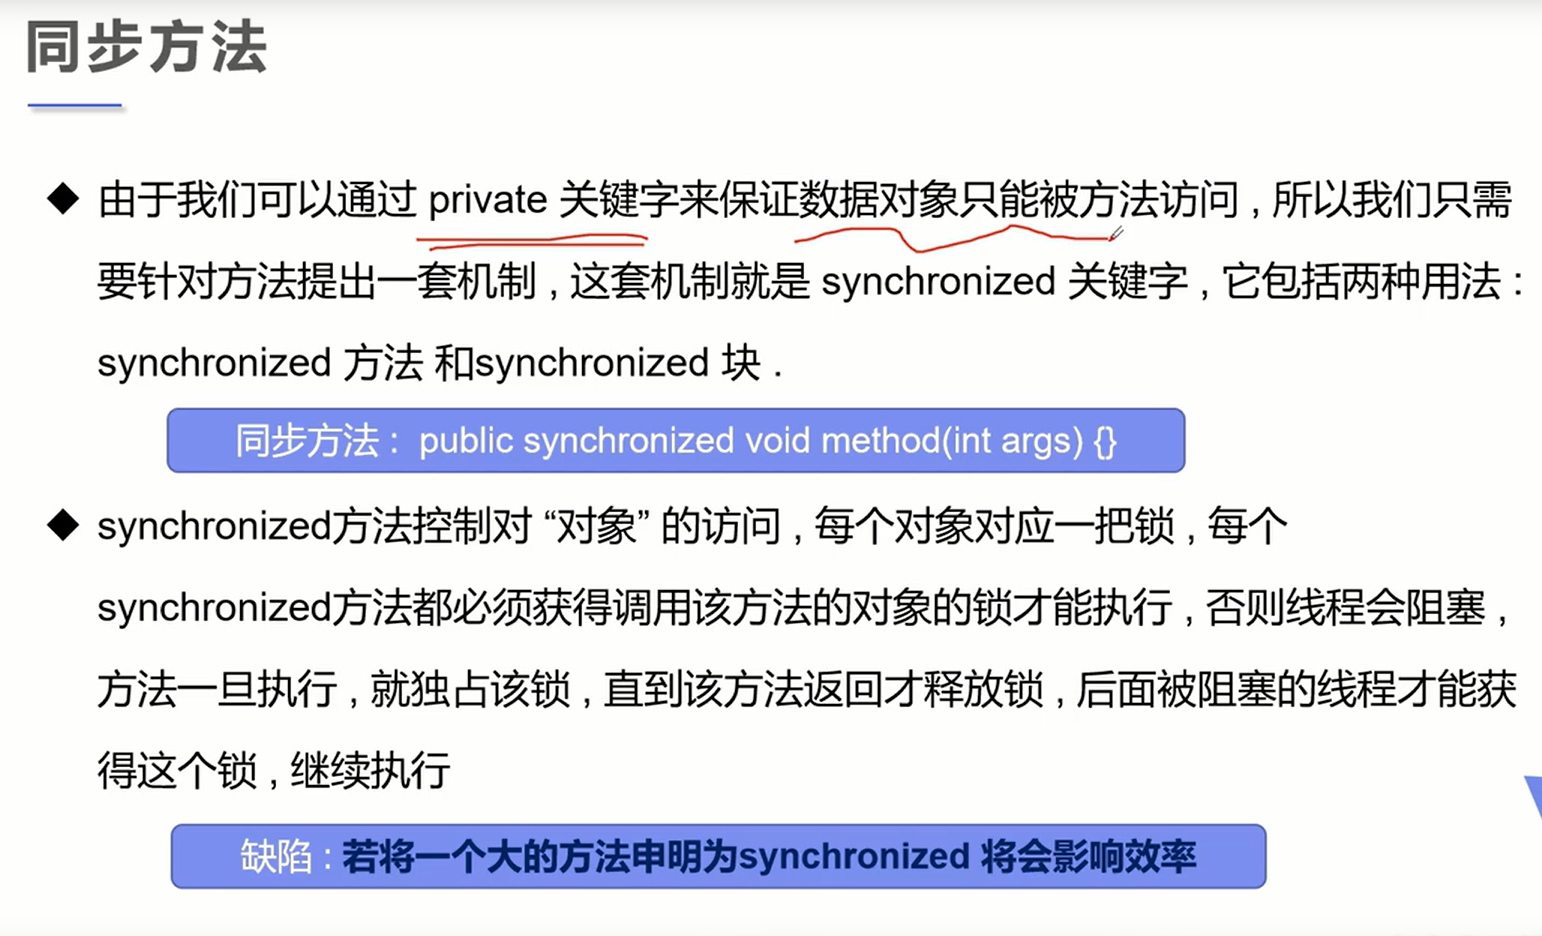 同步方法
由于我们可以通过 private 关键字来保证数据对象只能被方法访问 , 所以我们只需
要针对方法提出一套机制 , 这套机制就是 synchronized 关键字 , 它包括两种用法 :
synchronized 方法 和synchronized 块 .
同步方法 : public synchronized void method(int args) {}
synchronized方法控制对 “对象” 的访问 , 每个对象对应一把锁 , 每个
synchronized方法都必须获得调用该方法的对象的锁才能执行 , 否则线程会阻塞 ,
方法一旦执行 , 就独占该锁 , 直到该方法返回才释放锁 , 后面被阻塞的线程才能获
得这个锁 , 继续执行
缺陷 : 若将一个大的方法申明为synchronized 将会影响效率